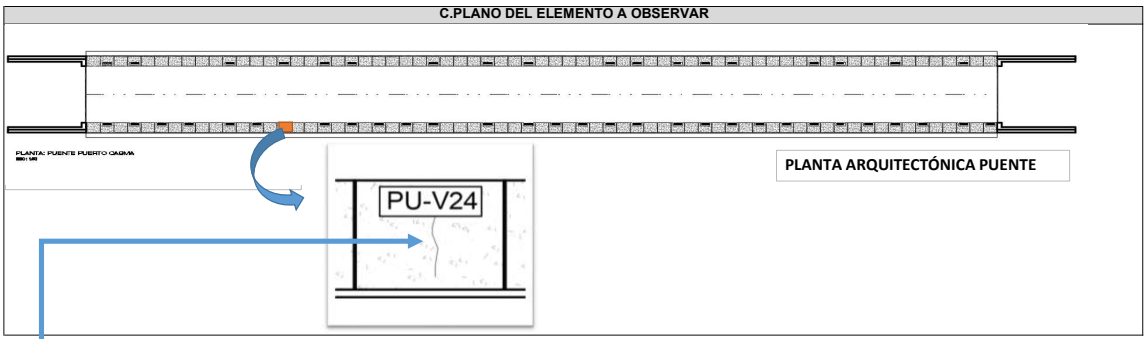 C.PLANO DEL ELEMENTO A OBSERVAR
PLANTA: PUENTE PUERTO CASMA
PLANTA ARQUITECTÓNICA PUENTE
PU-V24